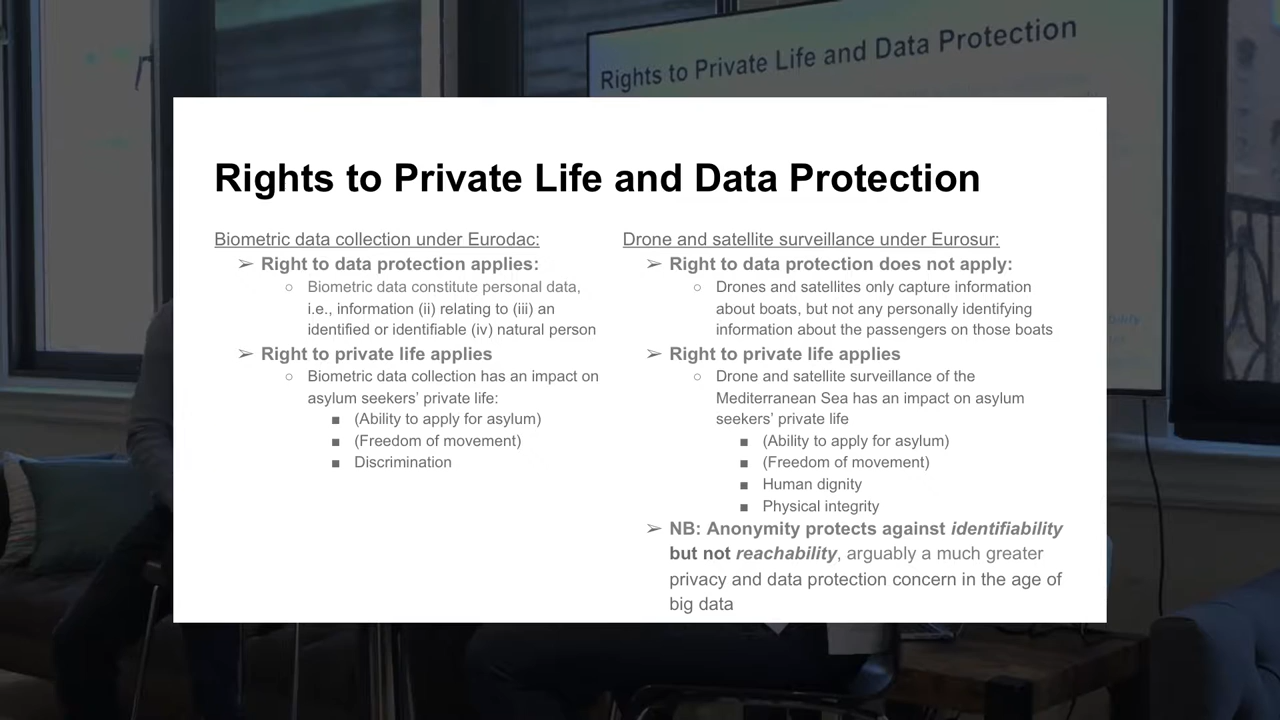 Rights to Private Life and Data Protection
Rights to Private Life and Data Protection
Biometric data collection under Eurodac:
➢ Right to data protection applies:
○ Biometric data constitute personal data,
i.e., information (ii) relating to (iii) an
identified or identifiable (iv) natural person
➢ Right to private life applies
○ Biometric data collection has an impact on
asylum seekers’ private life:
■ (Ability to apply for asylum)
■ (Freedom of movement)
■ Discrimination
Drone and satellite surveillance under Eurosur:
➢ Right to data protection does not apply:
○ Drones and satellites only capture information
about boats, but not any personally identifying
information about the passengers on those boats
➢ Right to private life applies
○ Drone and satellite surveillance of the
Mediterranean Sea has an impact on asylum
seekers’ private life
■ (Ability to apply for asylum)
■ (Freedom of movement)
■ Human dignity
■ Physical integrity
➢ NB: Anonymity protects against identifiability
but not reachability, arguably a much greater
privacy and data protection concern in the age of
big data